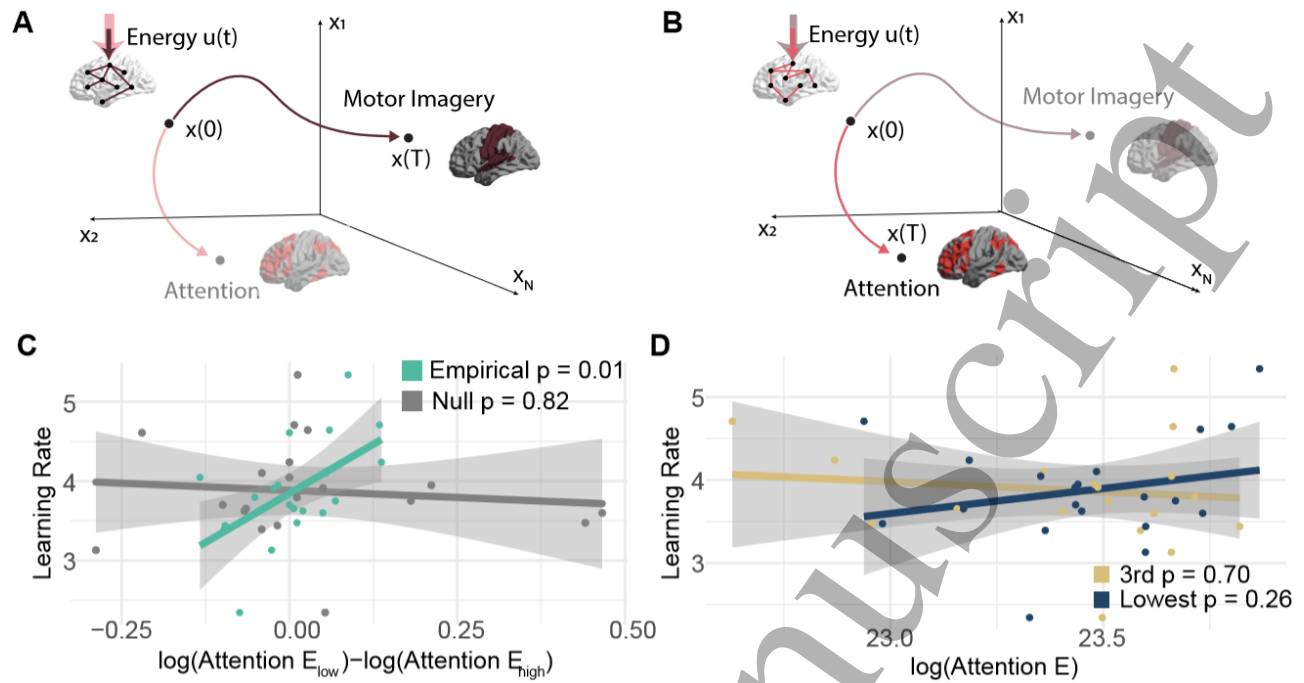 A
Energy u(t)
x(0)
X₁
Motor Imagery
x(T)
X₂
Attention
X_N
B
Energy u(t)
x(0)
X₁
Motor Imagery
X₂
x(T)
Attention
X_N
C
Empirical p = 0.01
Null p = 0.82
Learning Rate
5
4
3
−0.25
0.00
0.25
0.50
log(Attention E_low)−log(Attention E_high)
D
Learning Rate
5
4
3
3rd p = 0.70
Lowest p = 0.26
23.0
23.5
log(Attention E)
nuscript